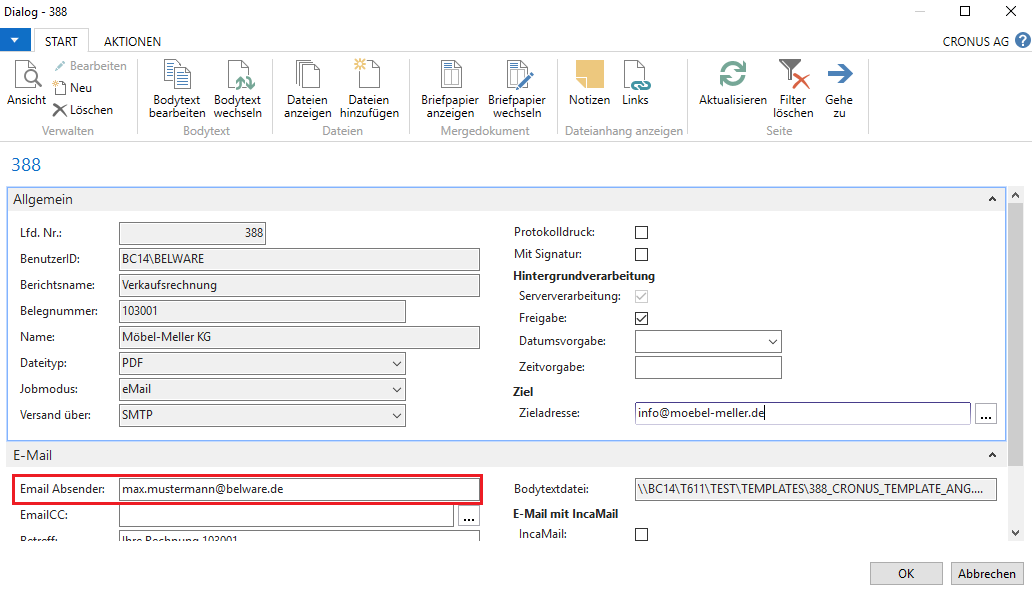 Dialog - 388
START AKTIONEN CRONUS AG ?
Ansicht
Bearbeiten
Neu
Löschen
Bodytext bearbeiten
Bodytext wechseln
Dateien anzeigen
Dateien hinzufügen
Briefpapier anzeigen
Briefpapier wechseln
Notizen
Links
Aktualisieren
Filter löschen
Gehe zu
Verwalten
Bodytext
Dateien
Mergedokument
Dateianhang anzeigen
Seite
388
Allgemein
Lfd. Nr.: 388
BenutzerID: BC14\BELWARE
Berichtsname: Verkaufsrechnung
Belegnummer: 103001
Name: Möbel-Meller KG
Dateityp: PDF
Jobmodus: eMail
Versand über: SMTP
Protokolldruck:
Mit Signatur:
Hintergrundverarbeitung
Serververarbeitung:
Freigabe:
Datumsvorgabe:
Zeitvorgabe:
Ziel
Zieladresse: info@moebel-meller.de ...
E-Mail
Email Absender: max.mustermann@belware.de
EmailCC: ...
Betreff: Ihre Rechnung 103001
Bodytextdatei: \\BC14\T611\TEST\TEMPLATES\388_CRONUS_TEMPLATE_ANG....
E-Mail mit IncaMail
IncaMail:
OK Abbrechen